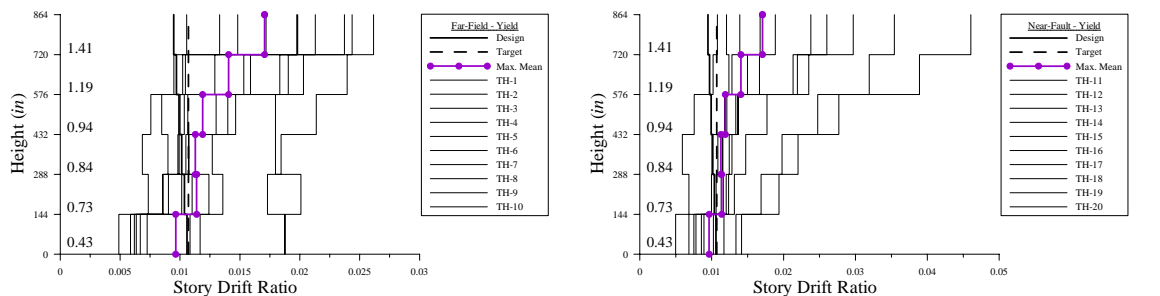 864
720
576
432
288
144
0
Height (in)
1.41
1.19
0.94
0.84
0.73
0.43
0
0.005
0.01
0.015
0.02
0.025
0.03
Story Drift Ratio
Far-Field - Yield
Design
Target
Max. Mean
TH-1
TH-2
TH-3
TH-4
TH-5
TH-6
TH-7
TH-8
TH-9
TH-10
864
720
576
432
288
144
0
Height (in)
1.41
1.19
0.94
0.84
0.73
0.43
0
0.01
0.02
0.03
0.04
0.05
Story Drift Ratio
Near-Fault - Yield
Design
Target
Max. Mean
TH-11
TH-12
TH-13
TH-14
TH-15
TH-16
TH-17
TH-18
TH-19
TH-20